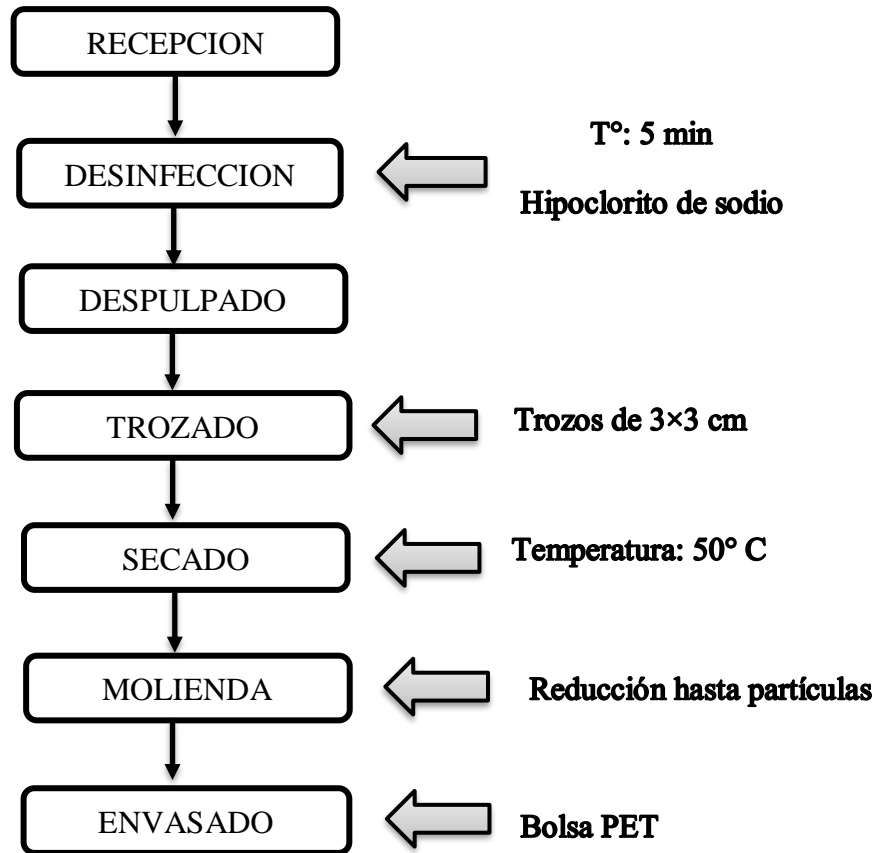 RECEPCION
DESINFECCION
T°: 5 min
Hipoclorito de sodio
DESPULPADO
TROZADO
Trozos de 3×3 cm
SECADO
Temperatura: 50° C
MOLIENDA
Reducción hasta partículas
ENVASADO
Bolsa PET